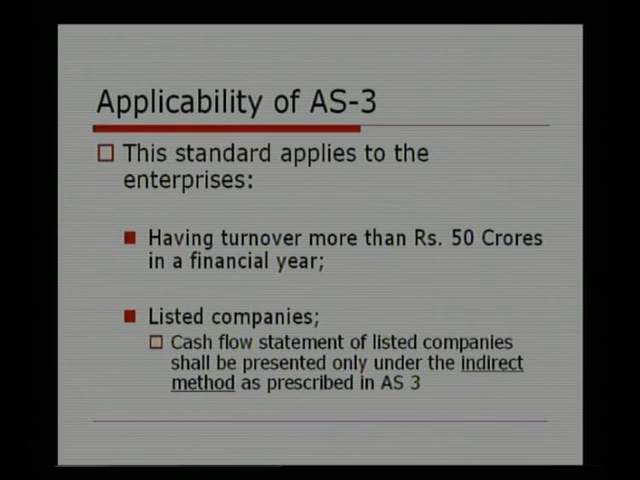 Applicability of AS-3
This standard applies to the
enterprises:
Having turnover more than Rs. 50 Crores
in a financial year;
Listed companies;
Cash flow statement of listed companies
shall be presented only under the indirect
method as prescribed in AS 3